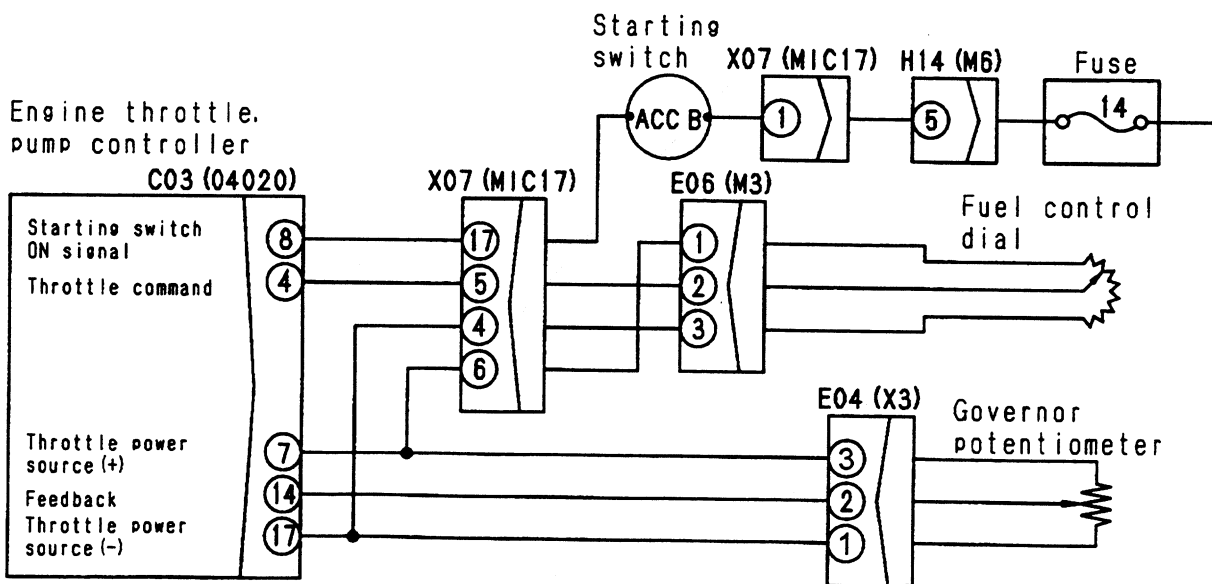 Starting
switch
X07 (MIC17)
H14 (M6)
Fuse
ACC B
1
5
14
Engine throttle.
pump controller
C03 (04020)
X07 (MIC17)
E06 (M3)
Fuel control
dial
Starting switch
ON signal
8
17
1
Throttle command
4
5
2
4
3
6
E04 (X3)
Governor
potentiometer
Throttle power
source (+)
7
3
Feedback
14
2
Throttle power
source (-)
17
1